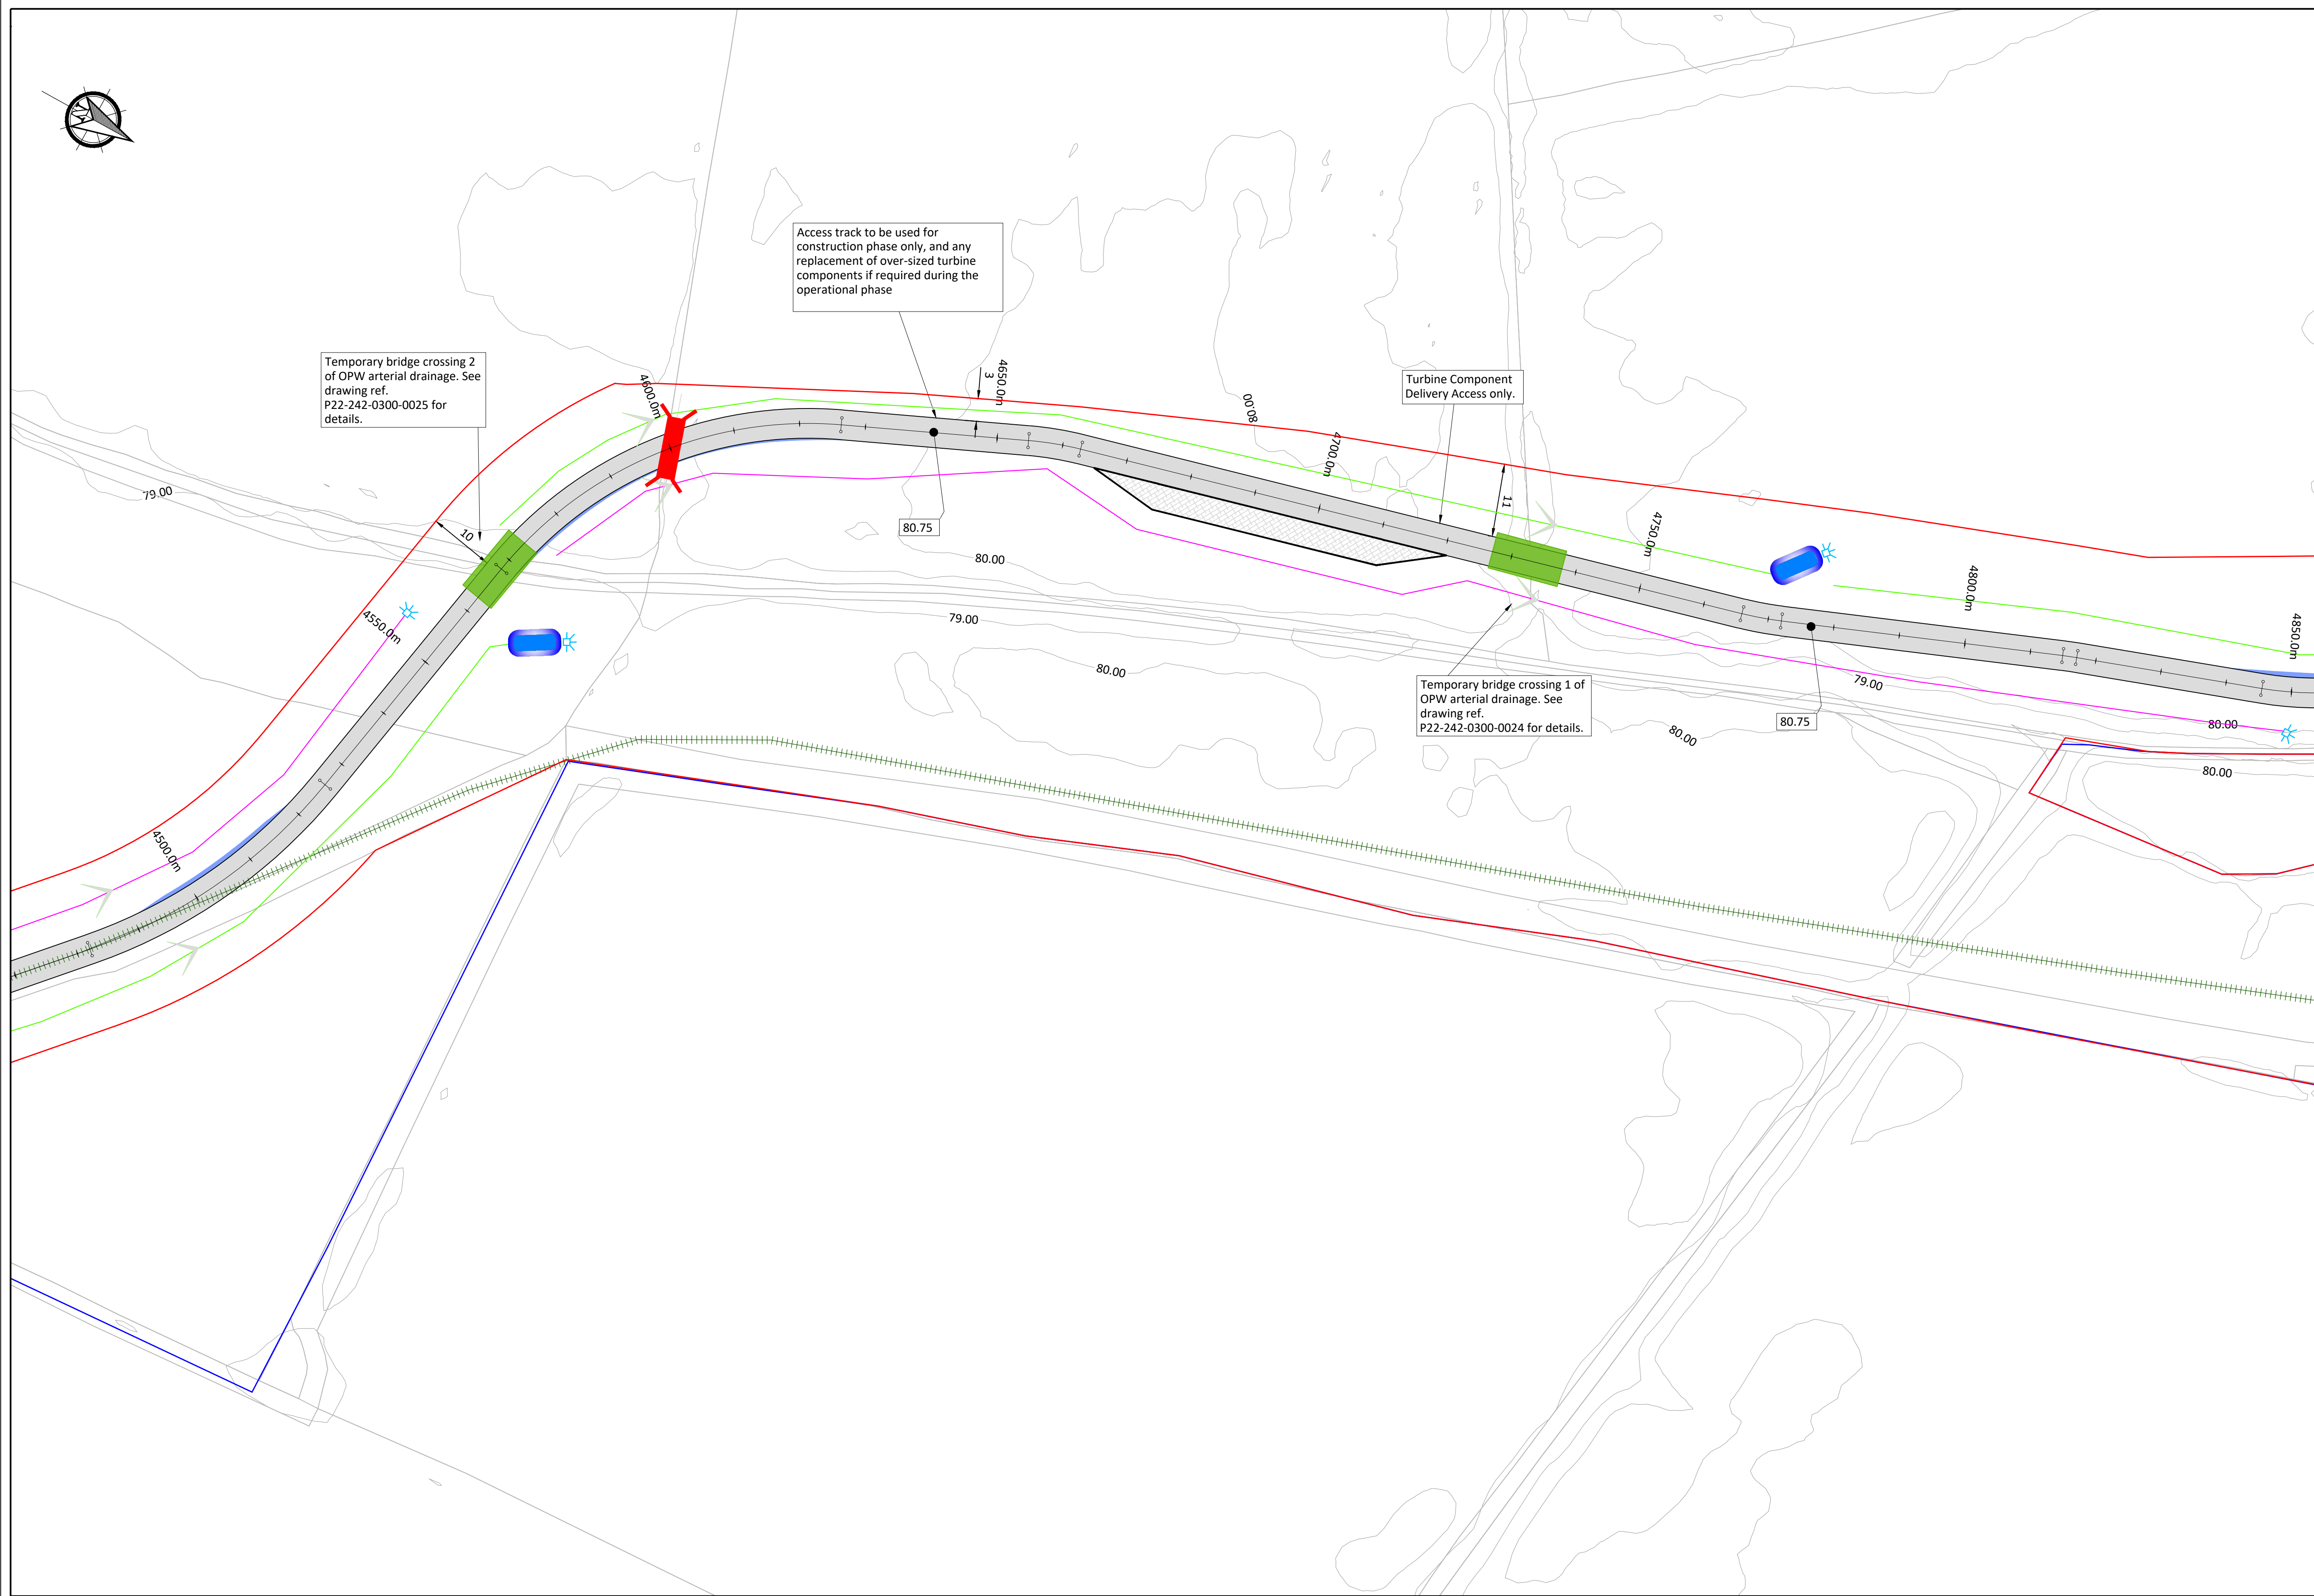 N
Access track to be used for
construction phase only, and any
replacement of over-sized turbine
components if required during the
operational phase
Temporary bridge crossing 2
of OPW arterial drainage. See
drawing ref.
P22-242-0300-0025 for
details.
4600.0m
3
4650.0m
Turbine Component
Delivery Access only.
80.00
4700.0m
79.00
10
80.75
11
4750.0m
80.00
4550.0m
79.00
4800.0m
4850.0m
80.00
Temporary bridge crossing 1 of
OPW arterial drainage. See
drawing ref.
P22-242-0300-0024 for details.
79.00
80.75
80.00
80.00
80.00
4500.0m